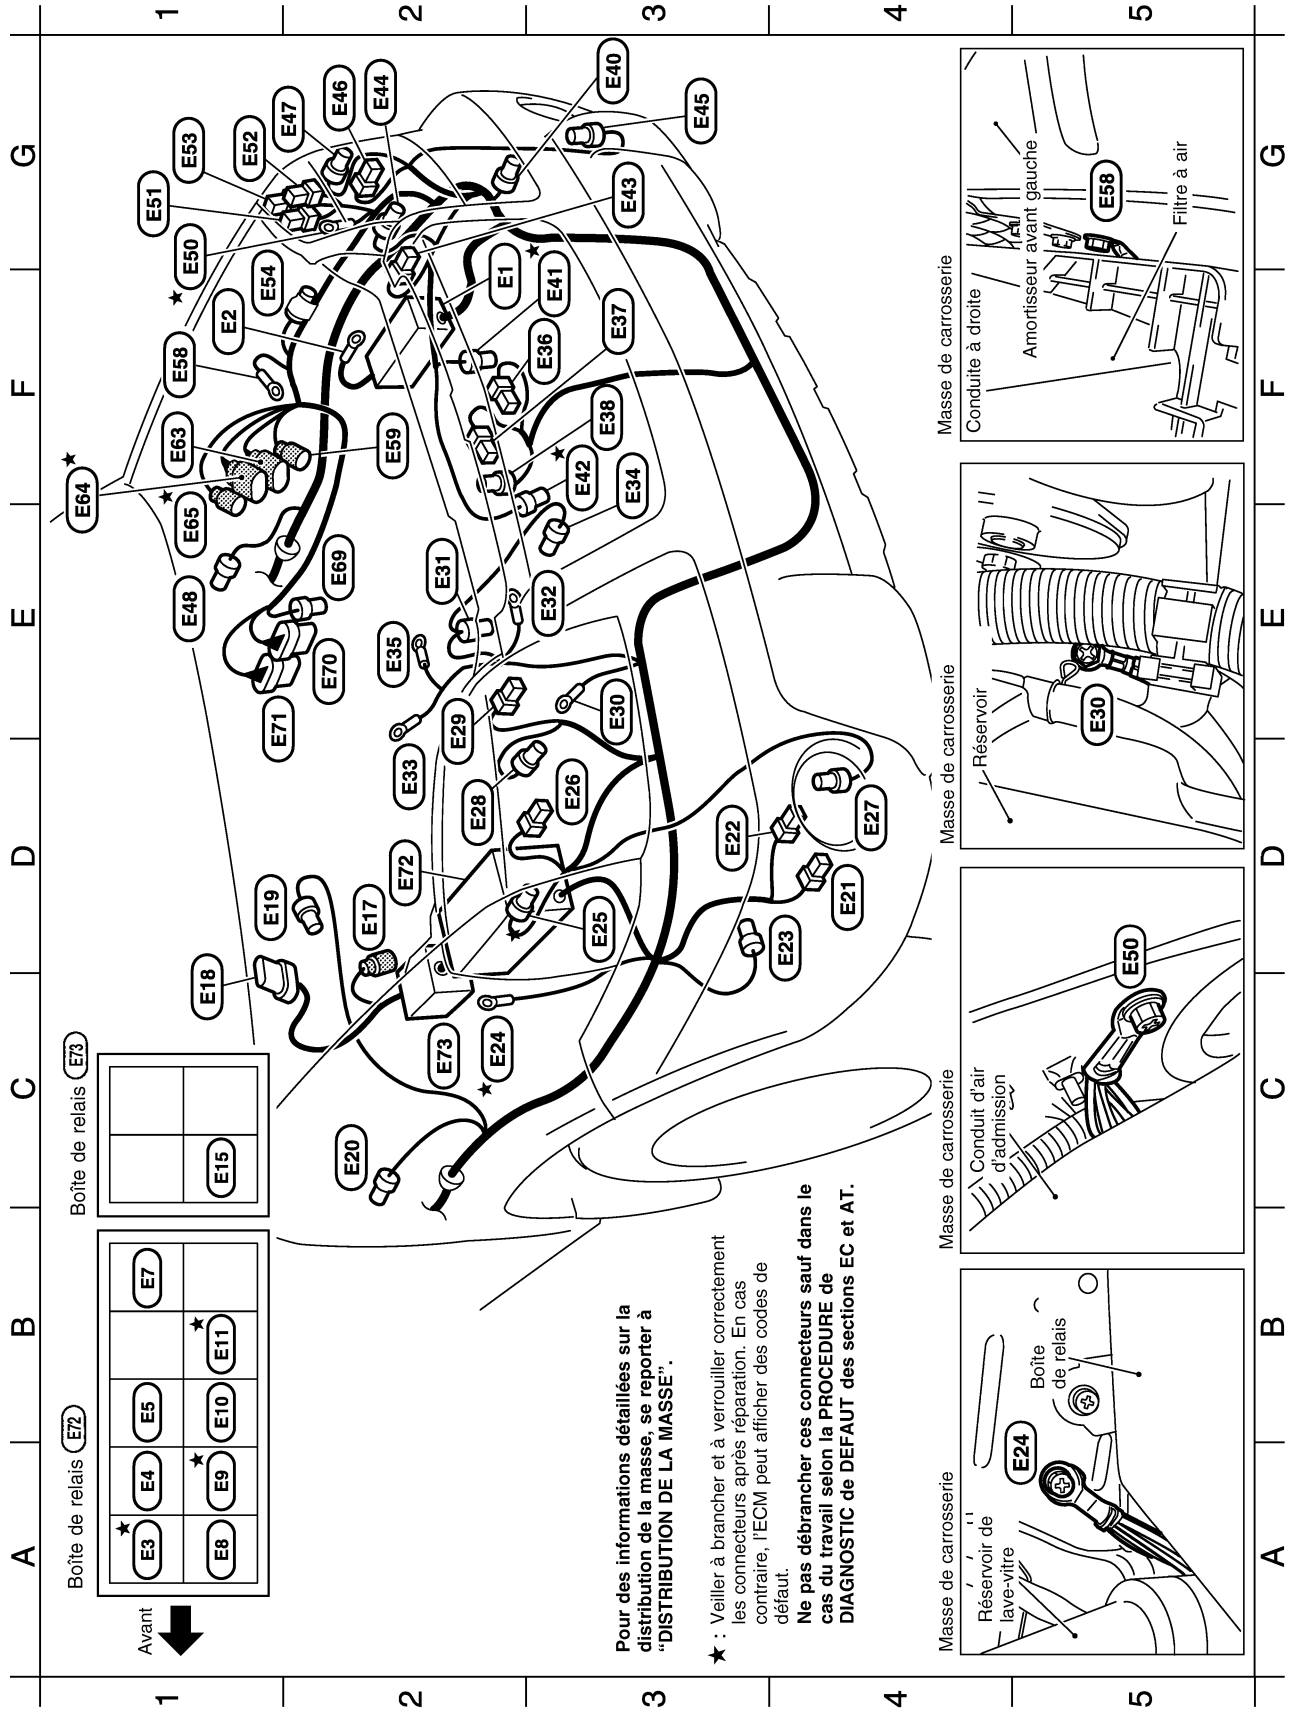 A B C D E F G
1
2
3
4
5
Avant
Boîte de relais E72
E3 E4 E5 E7
E8 E9 E10 E11
Boîte de relais E73
E15
E64
E51
E53
E52
E47
E46
E44
E40
E45
E50
E54
E2
E58
E63
E65
E48
E69
E70
E71
E59
E43
E1
E41
E37
E36
E38
E42
E34
E31
E32
E35
E33
E29
E30
E28
E26
E22
E27
E21
E23
E25
E72
E17
E19
E18
E73
E24
E20
Pour des informations détaillées sur la
distribution de la masse, se reporter à
“DISTRIBUTION DE LA MASSE”.
★ : Veiller à brancher et à verrouiller correctement
les connecteurs après réparation. En cas
contraire, l'ECM peut afficher des codes de
défaut.
Ne pas débrancher ces connecteurs sauf dans le
cas du travail selon la PROCEDURE de
DIAGNOSTIC de DEFAUT des sections EC et AT.
Masse de carrosserie
Réservoir de
lave-vitre
E24
Boîte
de relais
Masse de carrosserie
Conduit d'air
d'admission
E50
Masse de carrosserie
Réservoir
E30
Masse de carrosserie
Conduite à droite
Amortisseur avant gauche
E58
Filtre à air
1
2
3
4
5
A B C D E F G